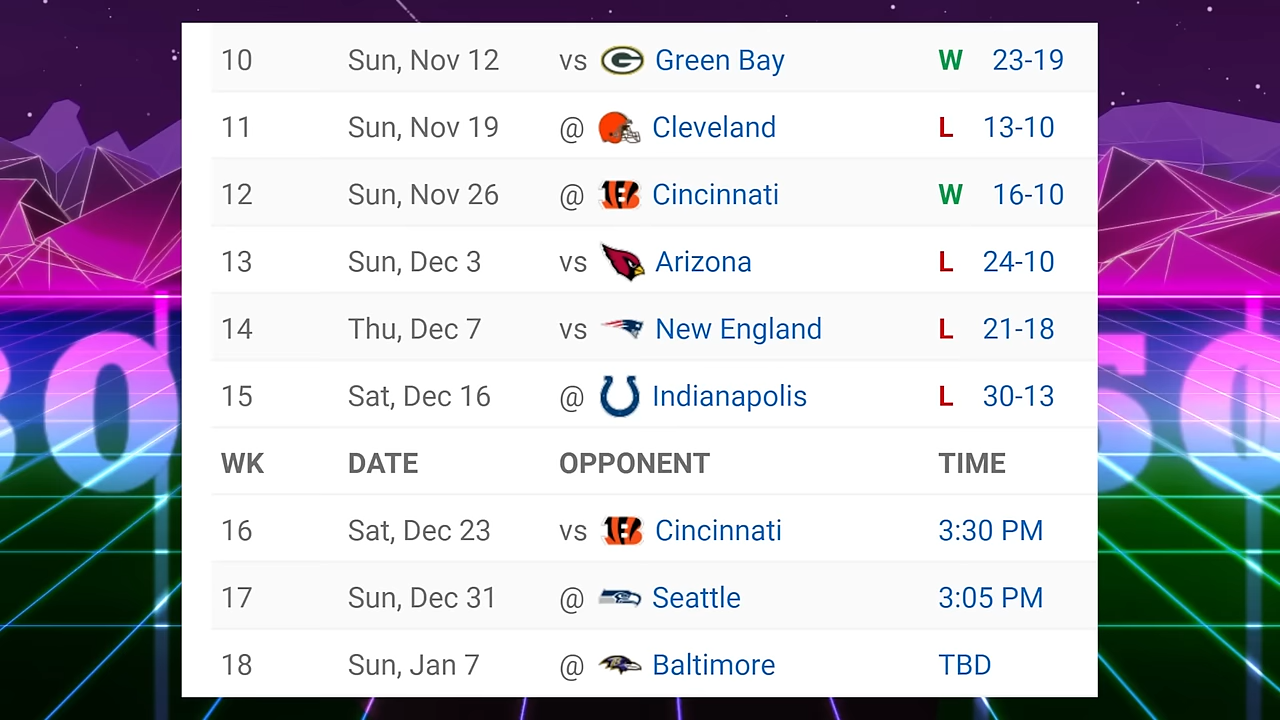 10 Sun, Nov 12 vs Green Bay W 23-19
11 Sun, Nov 19 @ Cleveland L 13-10
12 Sun, Nov 26 @ Cincinnati W 16-10
13 Sun, Dec 3 vs Arizona L 24-10
14 Thu, Dec 7 vs New England L 21-18
15 Sat, Dec 16 @ Indianapolis L 30-13
WK DATE OPPONENT TIME
16 Sat, Dec 23 vs Cincinnati 3:30 PM
17 Sun, Dec 31 @ Seattle 3:05 PM
18 Sun, Jan 7 @ Baltimore TBD